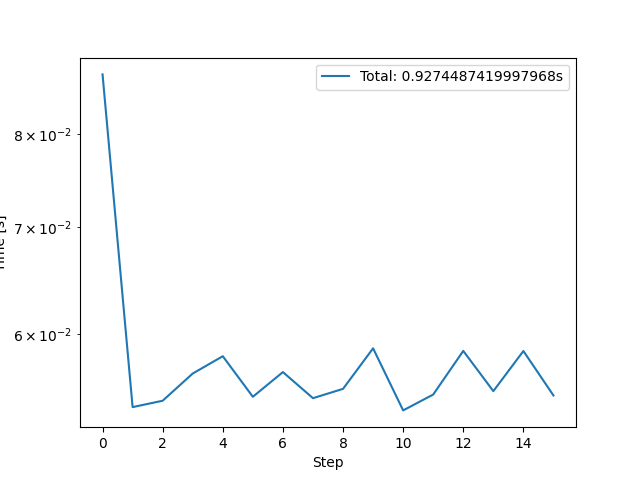 Total: 0.9274487419997968s
8 × 10⁻²
7 × 10⁻²
6 × 10⁻²
0 2 4 6 8 10 12 14
Step